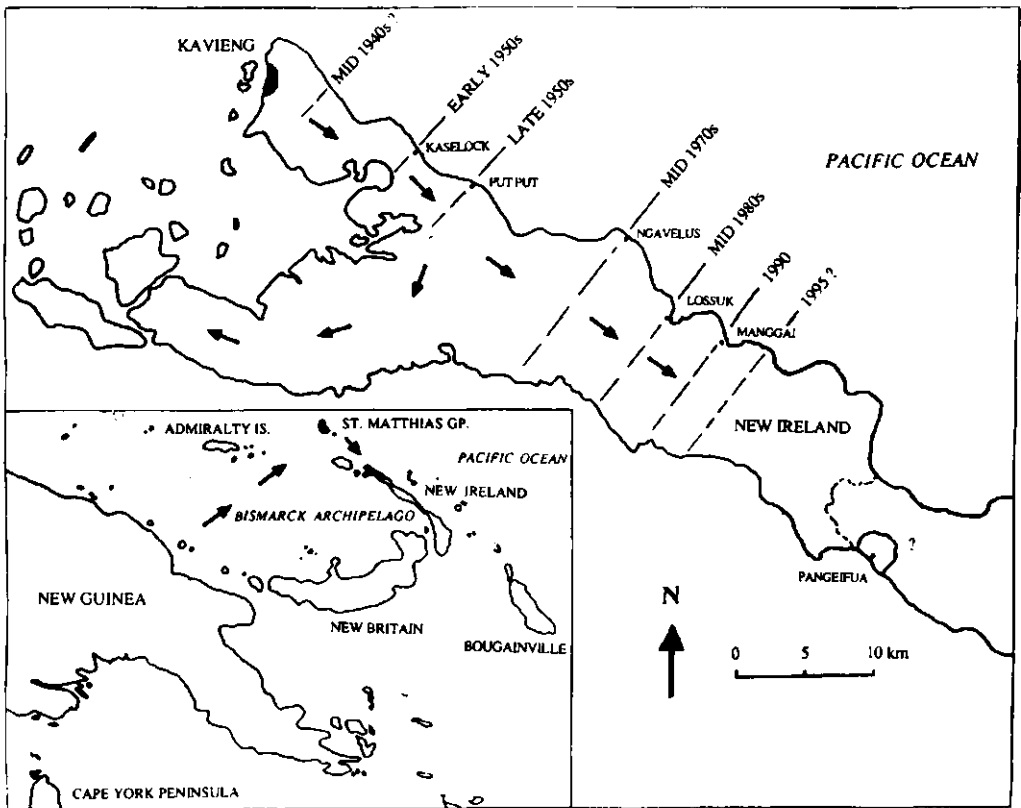 KAVIENG
MID 1940s ?
EARLY 1950s
LATE 1950s
KASELOCK
PUTPUT
PACIFIC OCEAN
MID 1970s
NGAVELUS
MID 1980s
LOSSUK
1990
MANGGAI
1995 ?
NEW IRELAND
?
PANGEIFUA
N
0 5 10 km
ADMIRALTY IS.
ST. MATTHIAS GP.
PACIFIC OCEAN
NEW IRELAND
BISMARCK ARCHIPELAGO
NEW GUINEA
NEW BRITAIN
BOUGAINVILLE
CAPE YORK PENINSULA